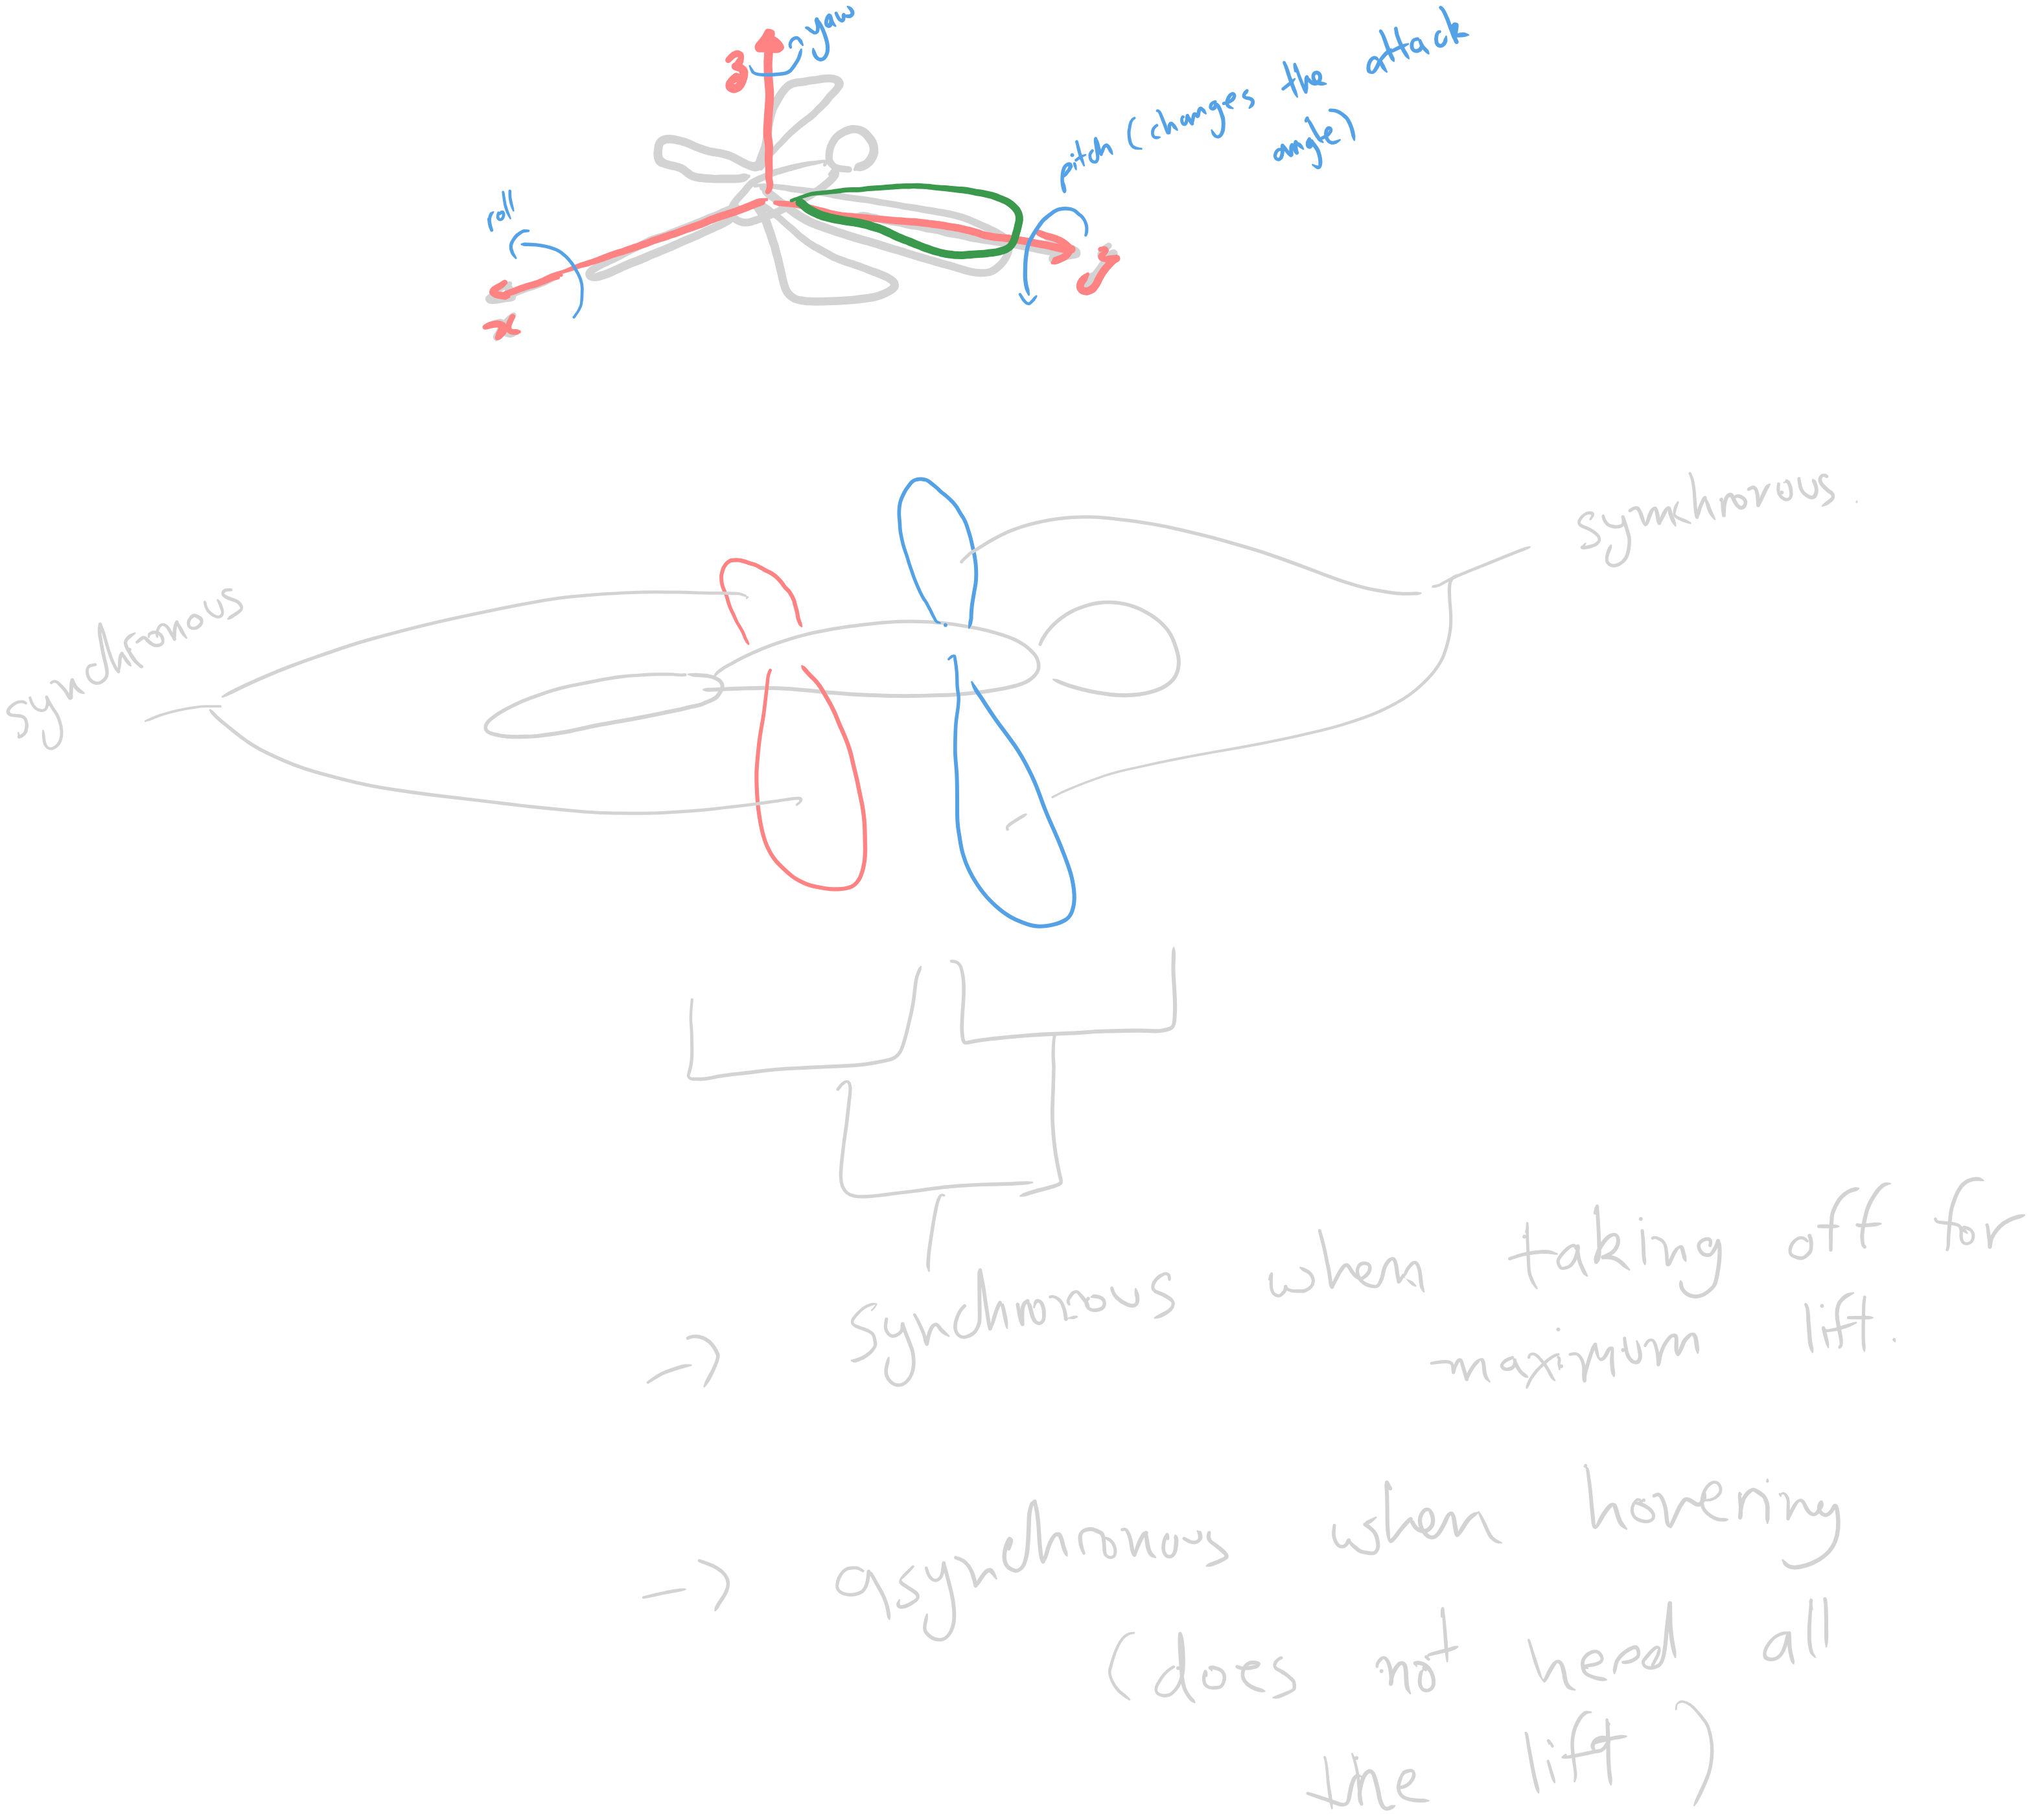 z
yaw
pitch (changes the attack
angle)
roll
x
y
synchronous.
synchronous
-> synchronous when taking off for
maximum lift.
-> asynchronous when hovering
(does not need all
the lift)